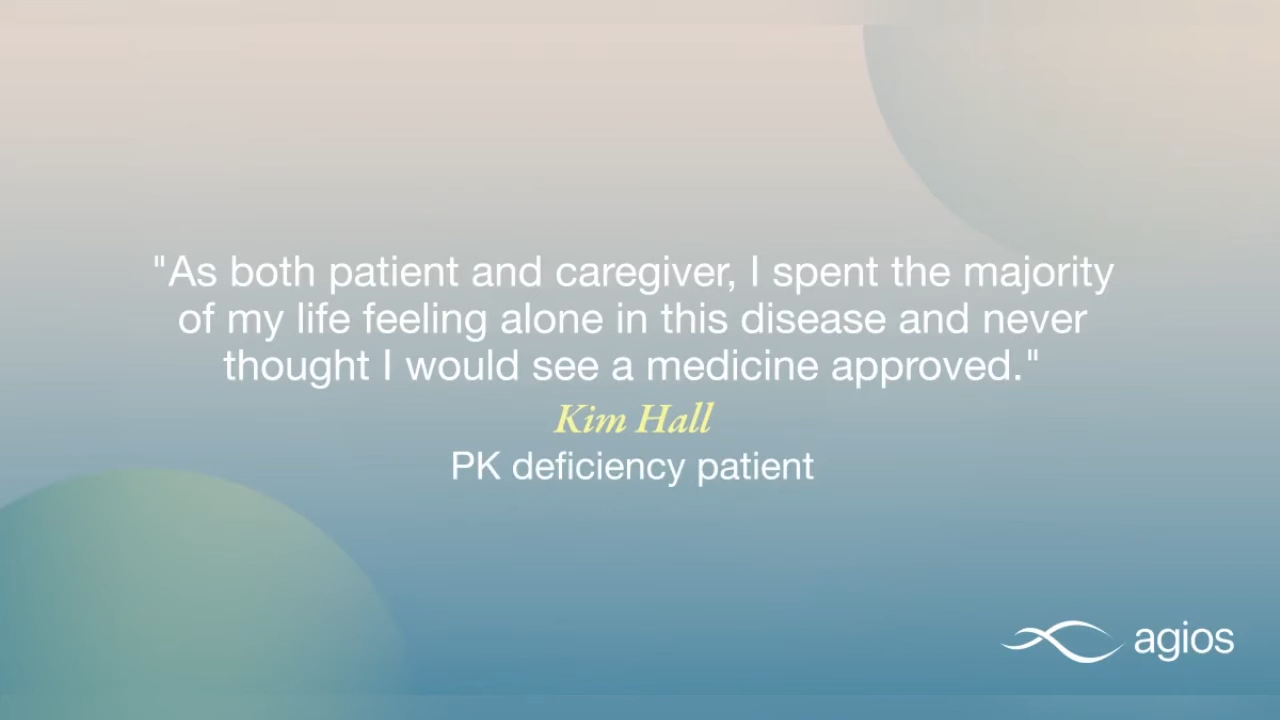 "As both patient and caregiver, I spent the majority
of my life feeling alone in this disease and never
thought I would see a medicine approved."
Kim Hall
PK deficiency patient
agios